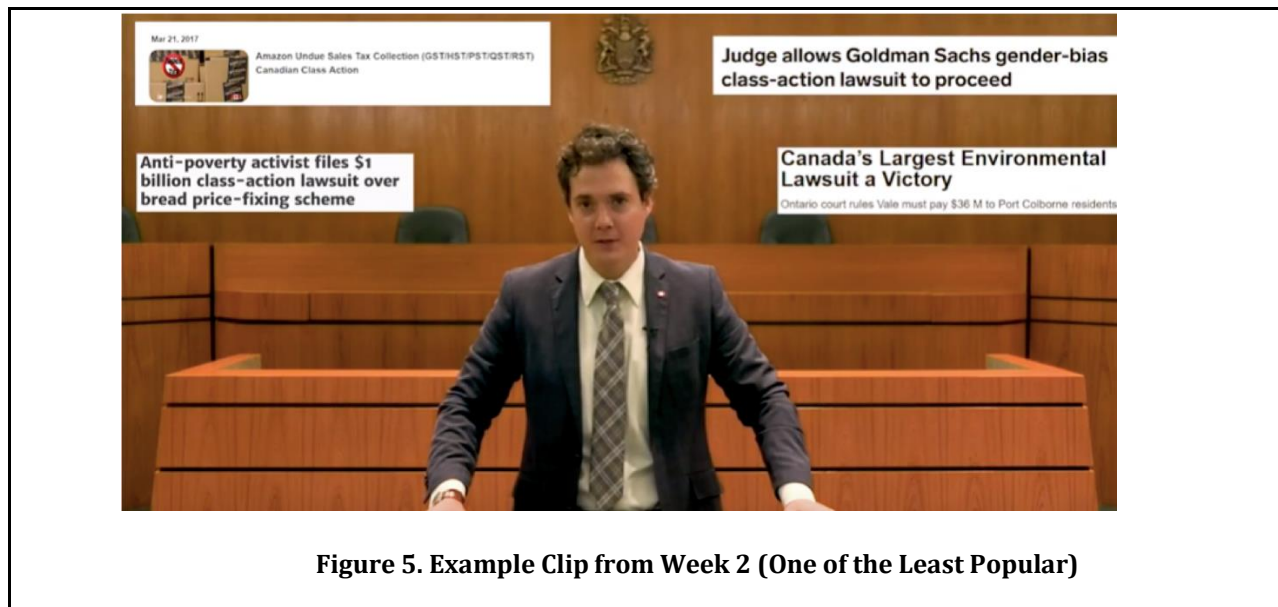 Mar 21, 2017
Amazon Undue Sales Tax Collection (GST/HST/PST/QST/RST)
Canadian Class Action
Judge allows Goldman Sachs gender-bias
class-action lawsuit to proceed
Anti-poverty activist files $1
billion class-action lawsuit over
bread price-fixing scheme
Canada's Largest Environmental
Lawsuit a Victory
Ontario court rules Vale must pay $36 M to Port Colborne residents
Figure 5. Example Clip from Week 2 (One of the Least Popular)